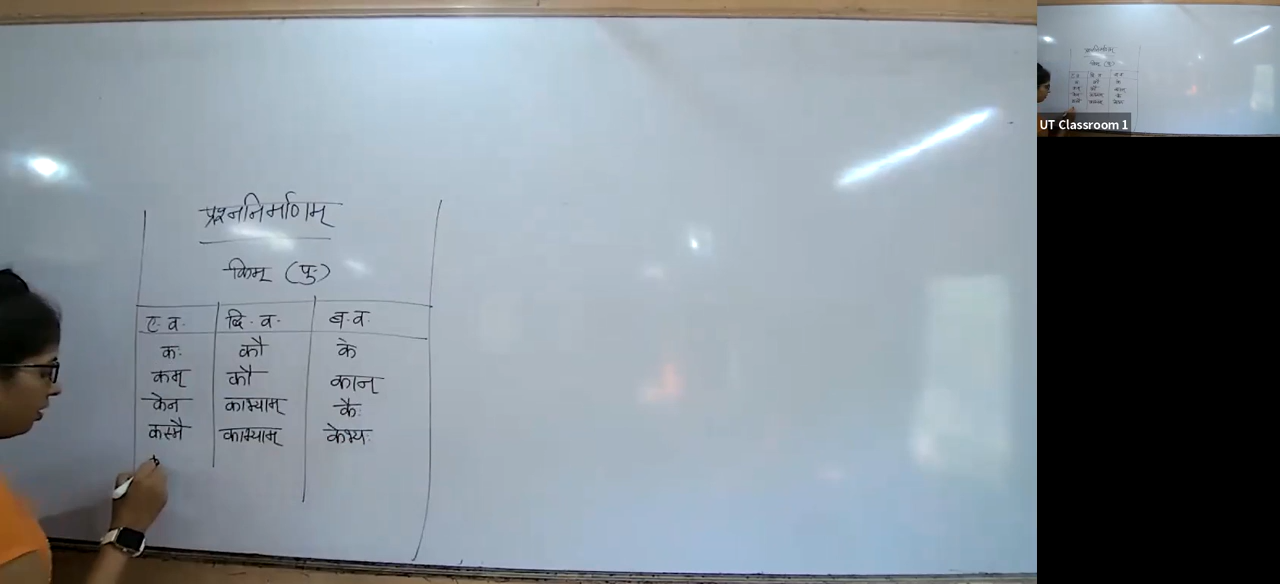 प्रश्ननिर्माणम्
किम् (पुः)
ए. व. द्वि. व. ब. व.
कः कौ के
कम् कौ कान्
केन काभ्याम् कैः
कस्मै काभ्याम् केभ्यः
UT Classroom 1